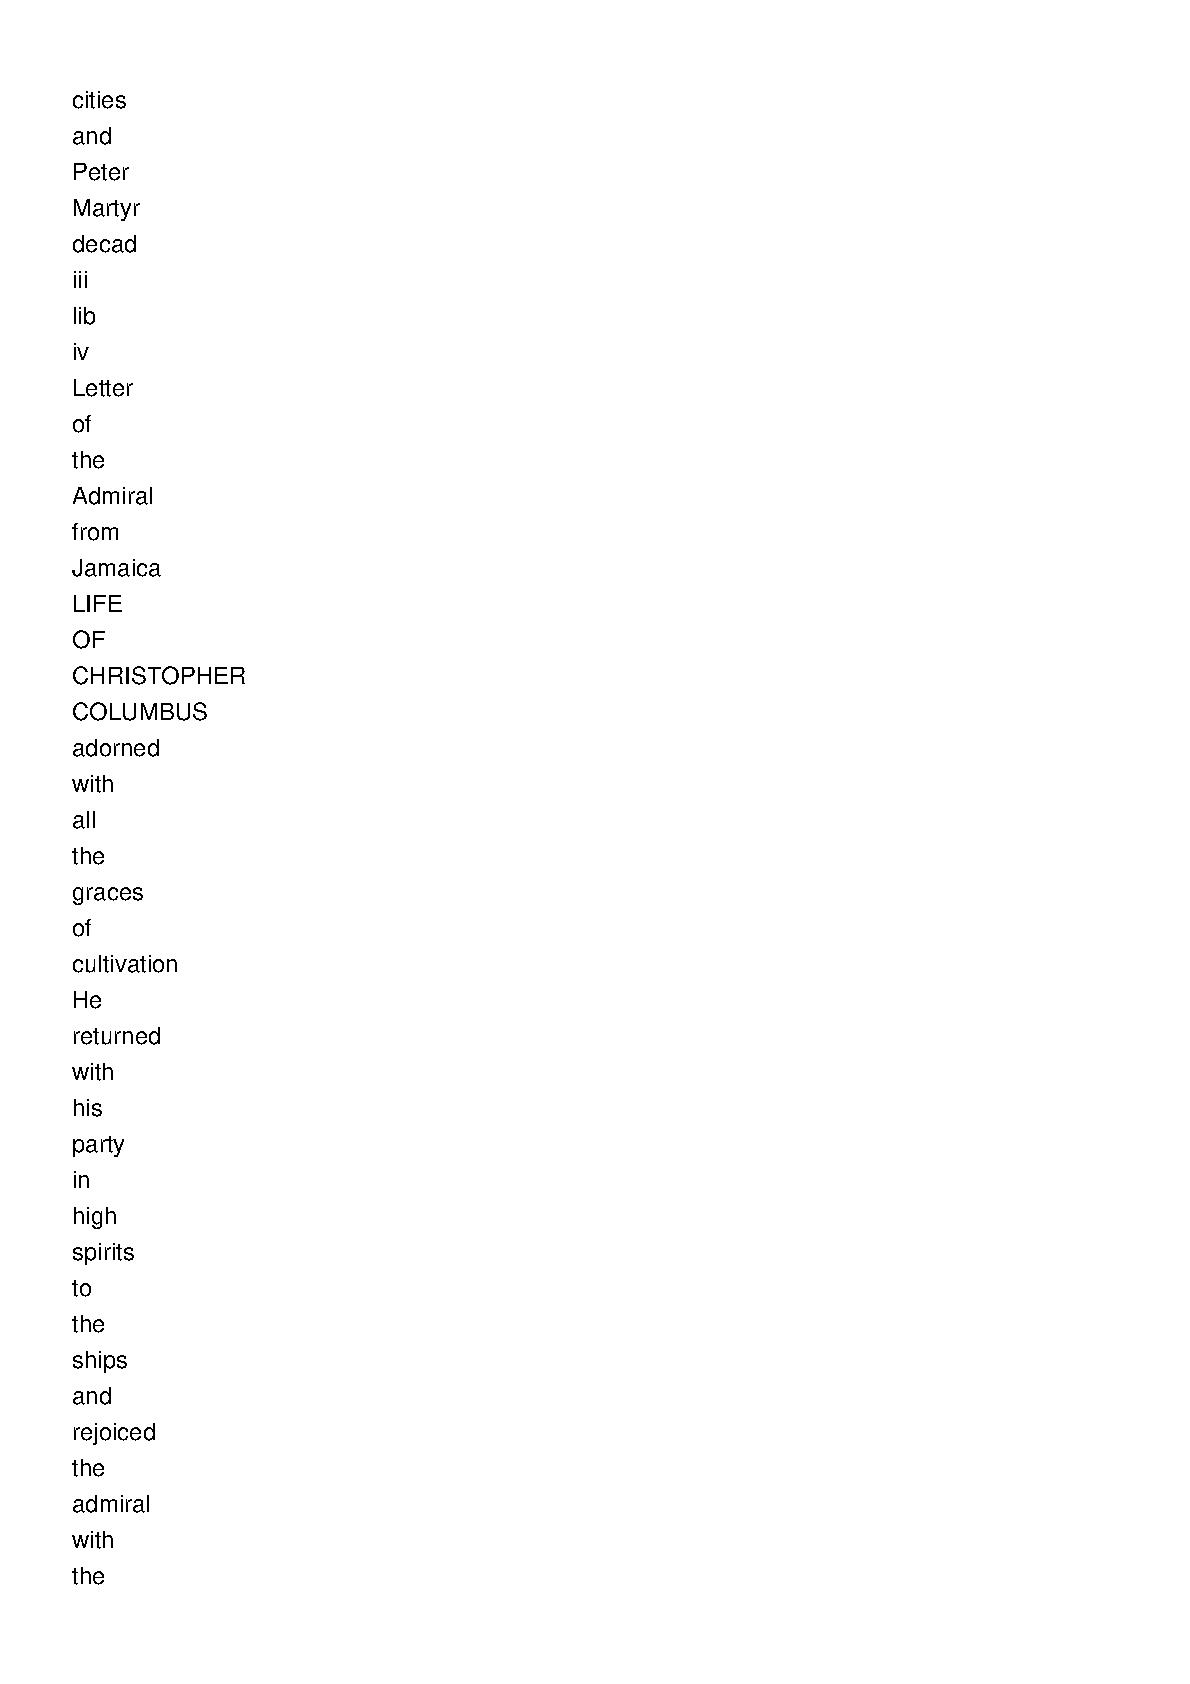 cities
and
Peter
Martyr
decad
iii
lib
iv
Letter
of
the
Admiral
from
Jamaica
LIFE
OF
CHRISTOPHER
COLUMBUS
adorned
with
all
the
graces
of
cultivation
He
returned
with
his
party
in
high
spirits
to
the
ships
and
rejoiced
the
admiral
with
the